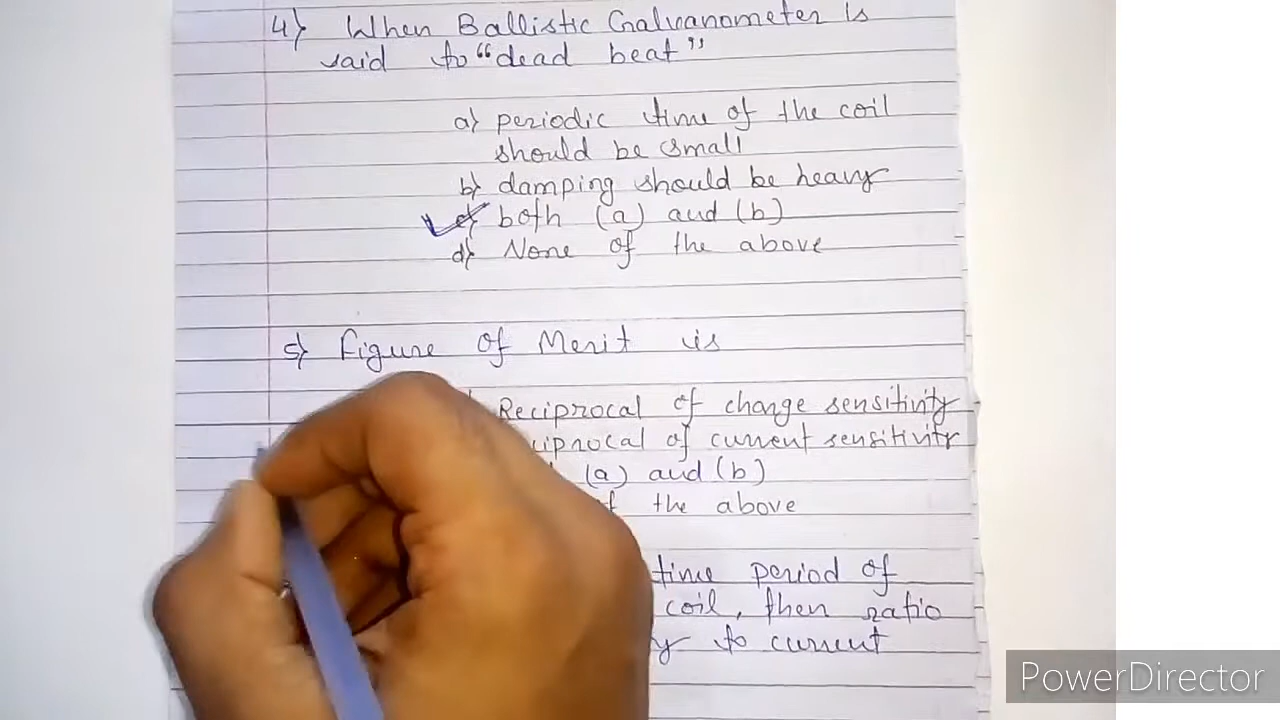 4) When Ballistic Galvanometer is
said to "dead beat"
a) periodic time of the coil
should be small
b) damping should be heavy
c) both (a) and (b)
d) None of the above
5) Figure of Merit is
Reciprocal of charge sensitivity
of current sensitivity
(a) and (b)
the above
time period of
coil, then ratio
to current
PowerDirector